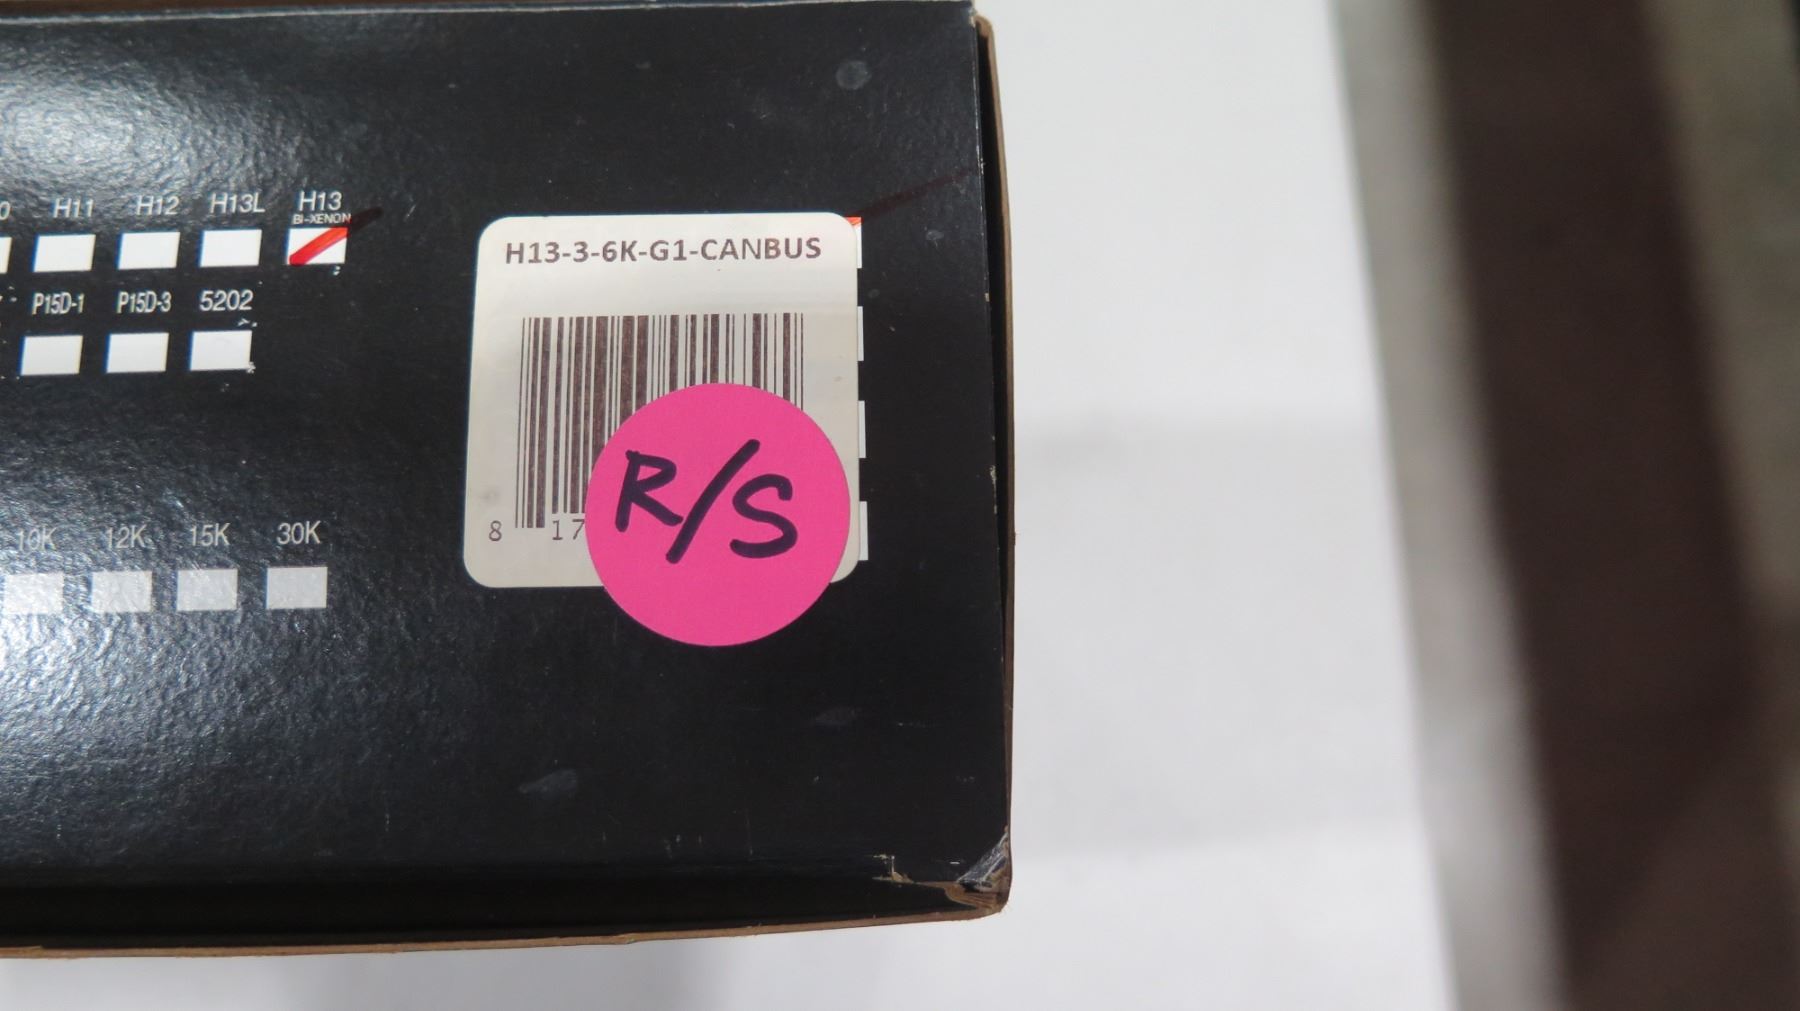 H11 H12 H13L H13
BI-XENON
P15D-1 P15D-3 5202
H13-3-6K-G1-CANBUS
8 17
R/S
10K 12K 15K 30K